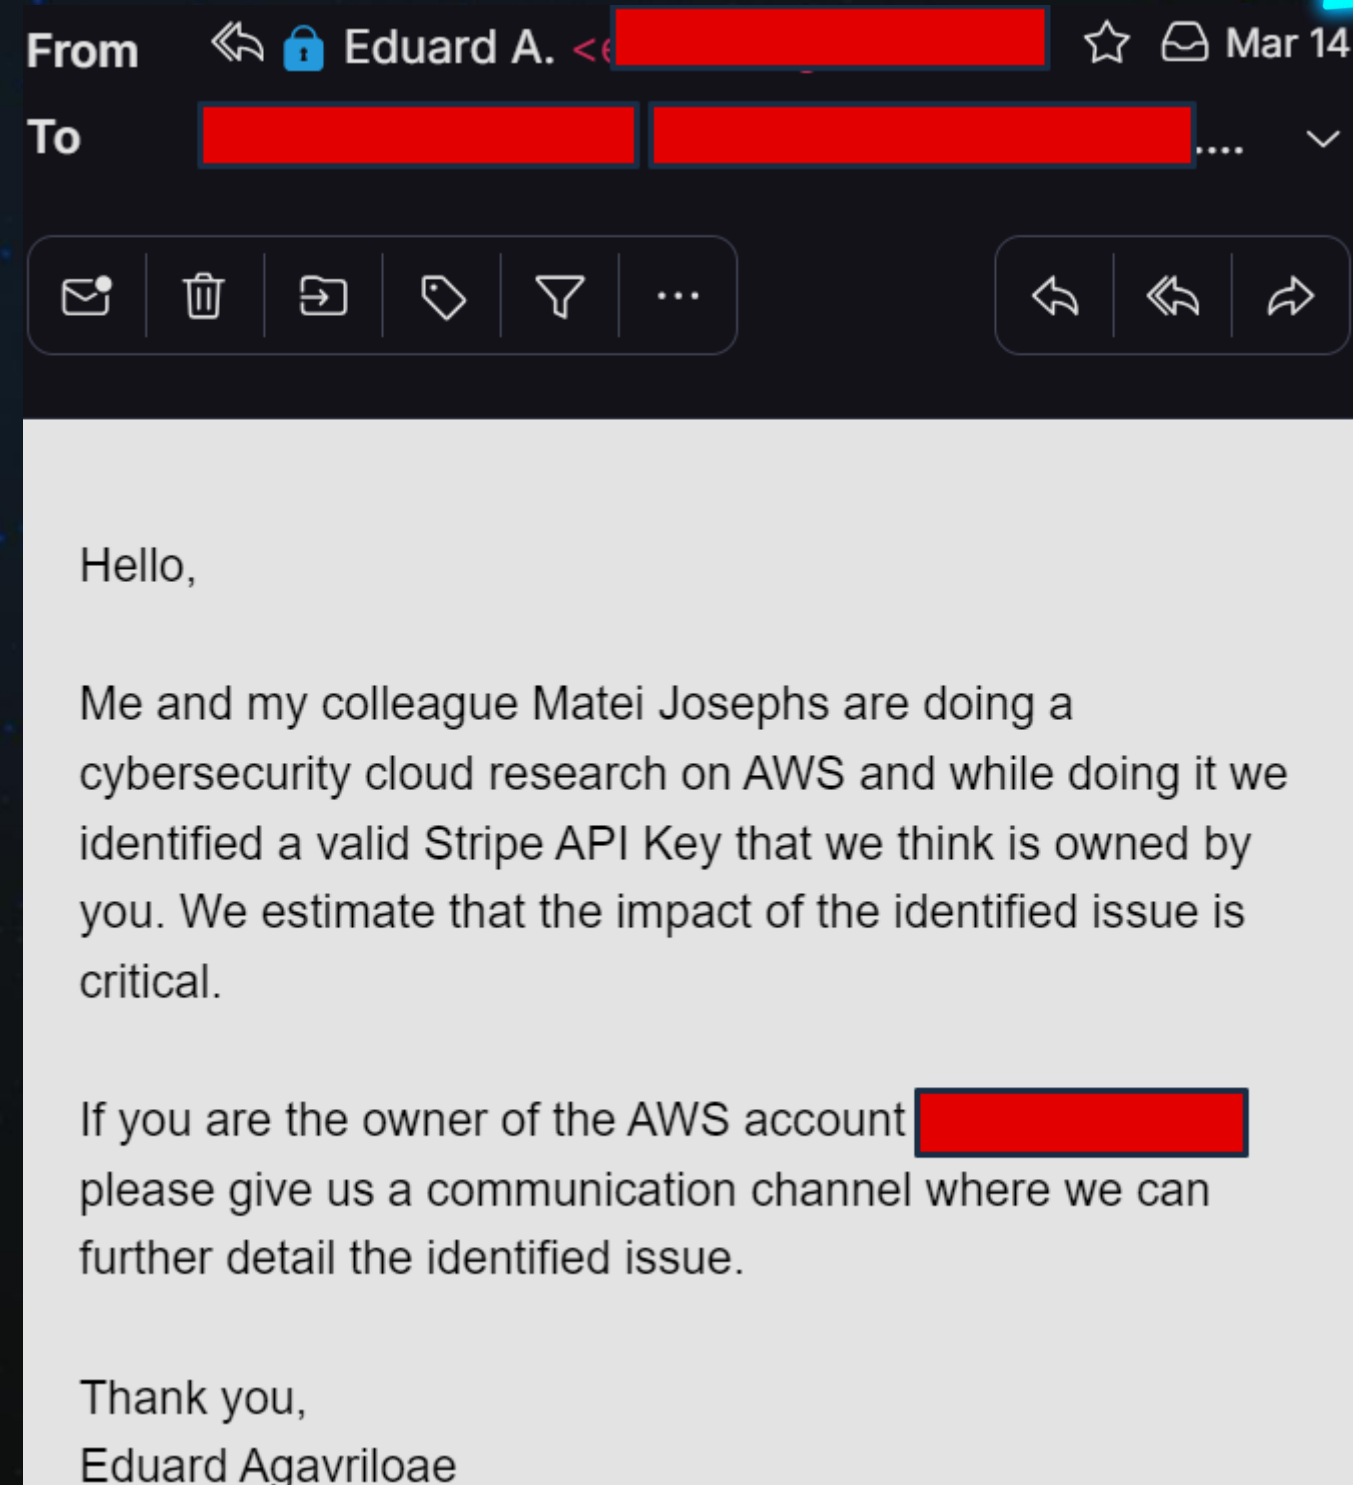 From Eduard A. <e Mar 14
To ....
Hello,
Me and my colleague Matei Josephs are doing a
cybersecurity cloud research on AWS and while doing it we
identified a valid Stripe API Key that we think is owned by
you. We estimate that the impact of the identified issue is
critical.
If you are the owner of the AWS account
please give us a communication channel where we can
further detail the identified issue.
Thank you,
Eduard Agavriloae